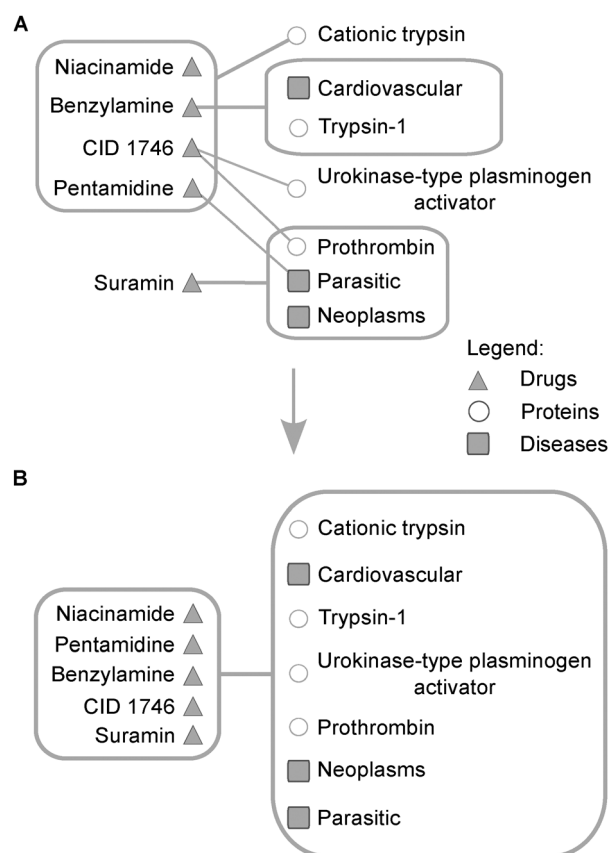 A
Cationic trypsin
Niacinamide
Cardiovascular
Benzylamine
Trypsin-1
CID 1746
Urokinase-type plasminogen
activator
Pentamidine
Prothrombin
Suramin
Parasitic
Neoplasms
Legend:
Drugs
Proteins
Diseases
B
Cationic trypsin
Cardiovascular
Niacinamide
Trypsin-1
Pentamidine
Urokinase-type plasminogen
activator
Benzylamine
CID 1746
Prothrombin
Suramin
Neoplasms
Parasitic